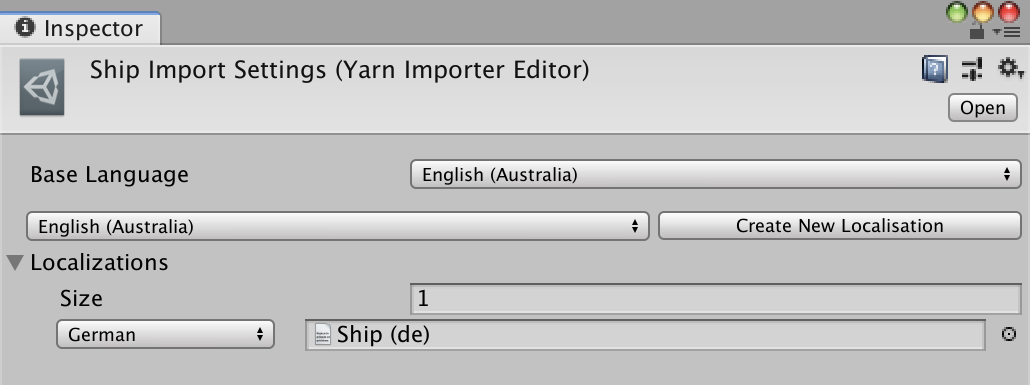 Inspector
Ship Import Settings (Yarn Importer Editor)
Open
Base Language English (Australia)
English (Australia) Create New Localisation
Localizations
Size 1
German Ship (de)